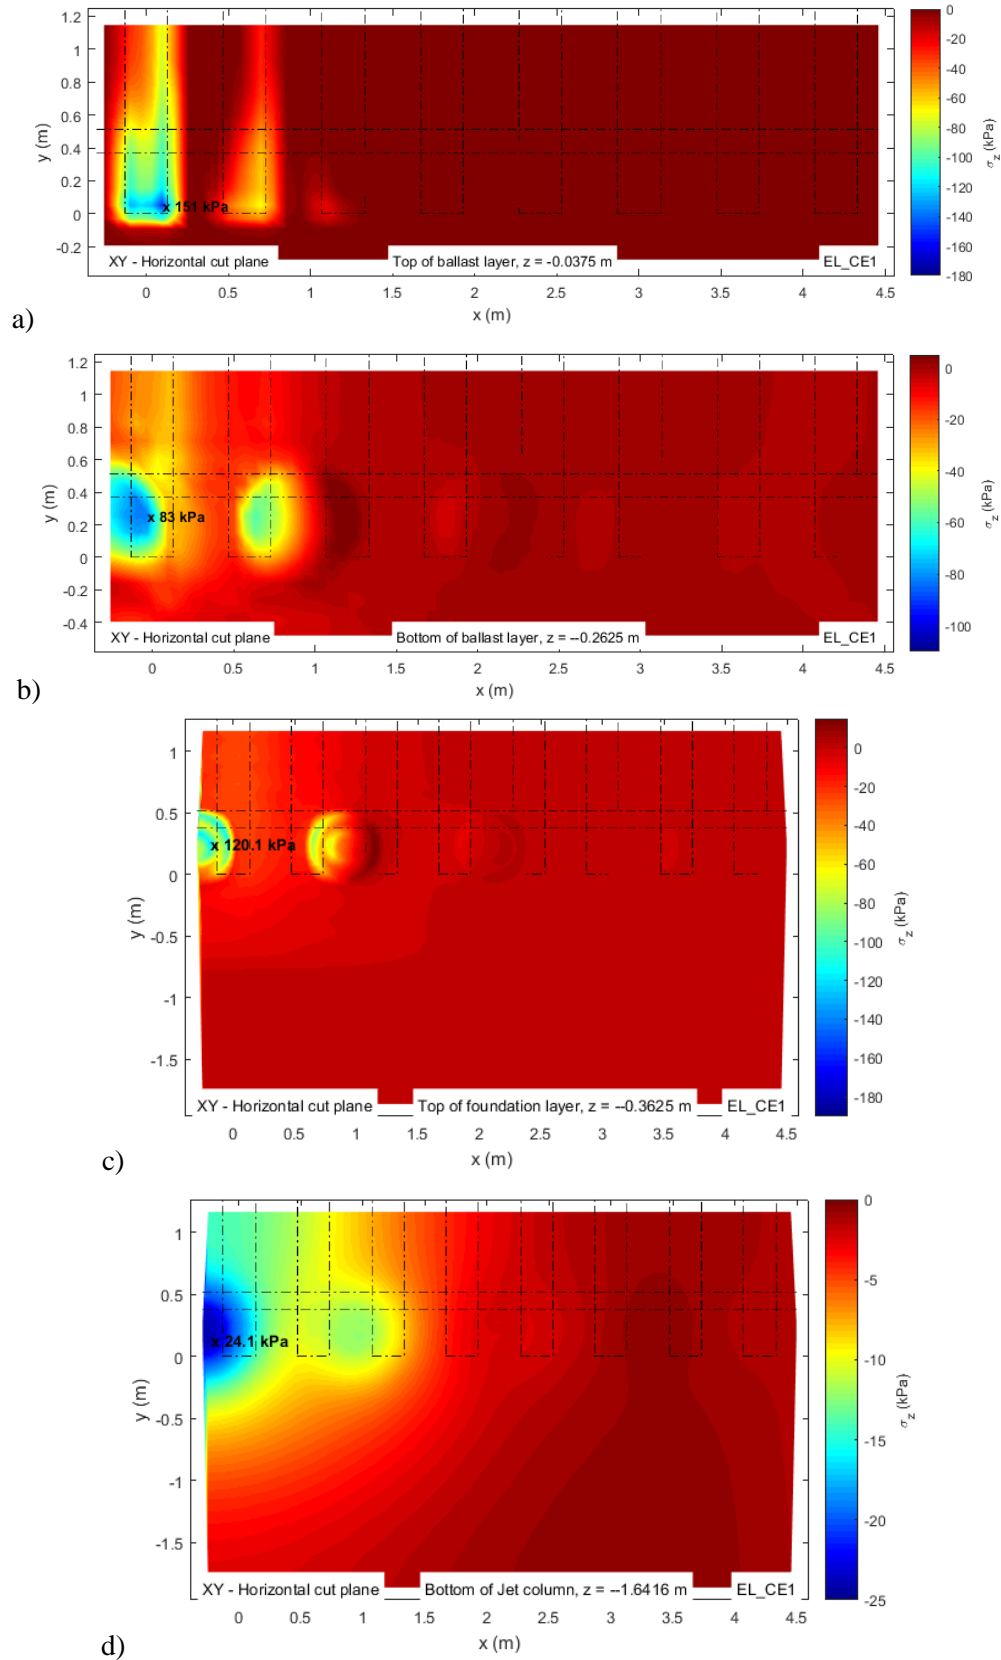 1.2
1
0.8
0.6
0.4
0.2
0
-0.2
y (m)
x 151 kPa
XY - Horizontal cut plane
Top of ballast layer, z = -0.0375 m
EL_CE1
0 0.5 1 1.5 2 2.5 3 3.5 4 4.5
x (m)
0
-20
-40
-60
-80
-100
-120
-140
-160
-180
σz (kPa)
a)
1.2
1
0.8
0.6
0.4
0.2
0
-0.2
-0.4
y (m)
x 83 kPa
XY - Horizontal cut plane
Bottom of ballast layer, z = --0.2625 m
EL_CE1
0 0.5 1 1.5 2 2.5 3 3.5 4 4.5
x (m)
0
-20
-40
-60
-80
-100
σz (kPa)
b)
1
0.5
0
-0.5
-1
-1.5
y (m)
x 120.1 kPa
XY - Horizontal cut plane
Top of foundation layer, z = --0.3625 m
EL_CE1
0 0.5 1 1.5 2 2.5 3 3.5 4 4.5
x (m)
0
-20
-40
-60
-80
-100
-120
-140
-160
-180
σz (kPa)
c)
1
0.5
0
-0.5
-1
-1.5
y (m)
x 24.1 kPa
XY - Horizontal cut plane
Bottom of Jet column, z = --1.6416 m
EL_CE1
0 0.5 1 1.5 2 2.5 3 3.5 4 4.5
x (m)
0
-5
-10
-15
-20
-25
σz (kPa)
d)